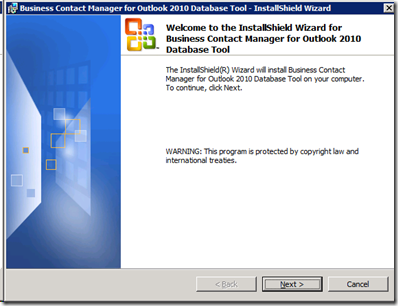 Business Contact Manager for Outlook 2010 Database Tool - InstallShield Wizard
Welcome to the InstallShield Wizard for
Business Contact Manager for Outlook 2010
Database Tool
The InstallShield(R) Wizard will install Business Contact
Manager for Outlook 2010 Database Tool on your computer.
To continue, click Next.
WARNING: This program is protected by copyright law and
international treaties.
< Back
Next >
Cancel